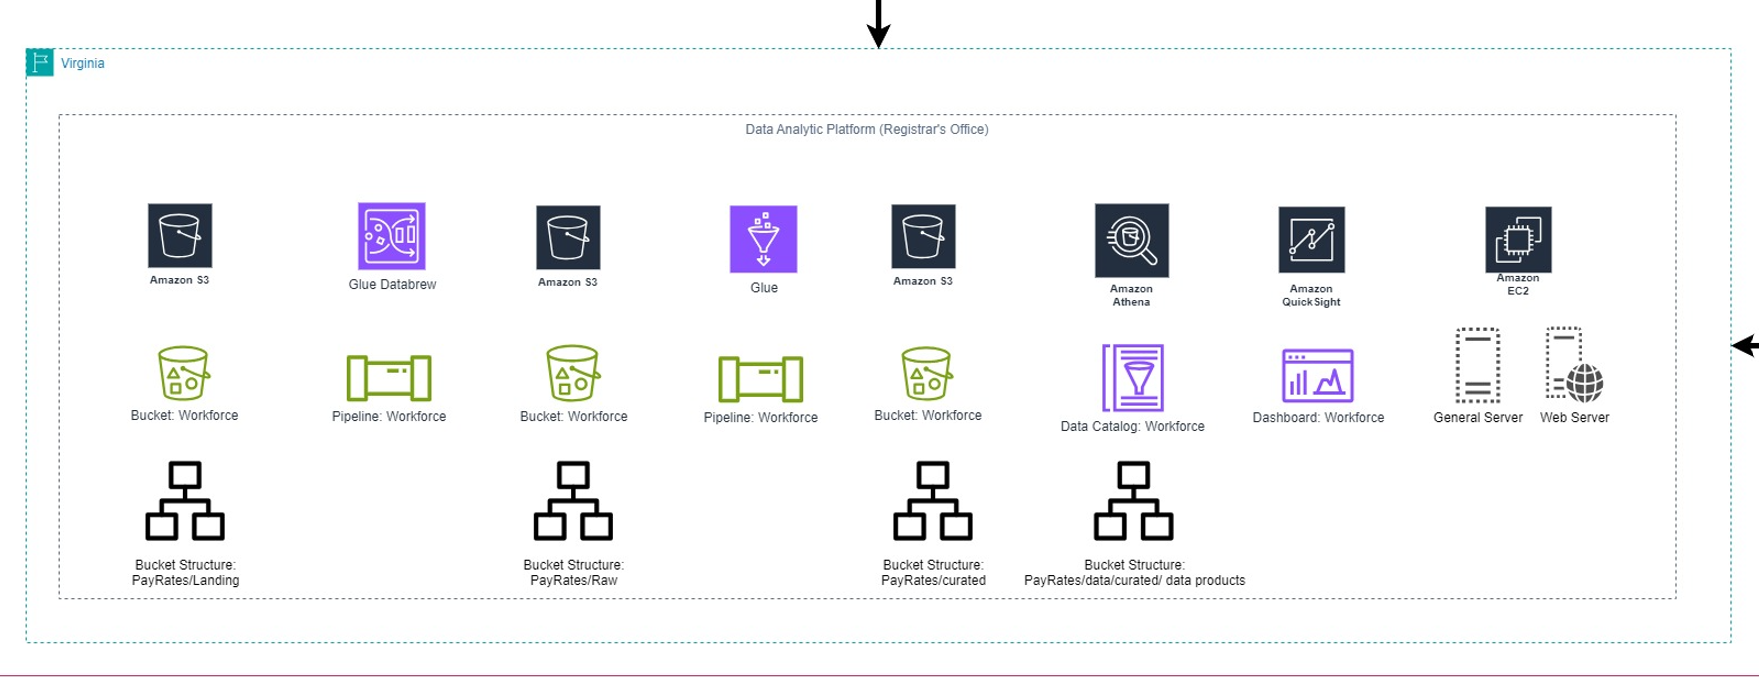 Virginia
Data Analytic Platform (Registrar's Office)
Amazon S3
Glue Databrew
Amazon S3
Glue
Amazon S3
Amazon
Athena
Amazon
QuickSight
Amazon
EC2
Bucket: Workforce
Pipeline: Workforce
Bucket: Workforce
Pipeline: Workforce
Bucket: Workforce
Data Catalog: Workforce
Dashboard: Workforce
General Server
Web Server
Bucket Structure:
PayRates/Landing
Bucket Structure:
PayRates/Raw
Bucket Structure:
PayRates/curated
Bucket Structure:
PayRates/data/curated/ data products